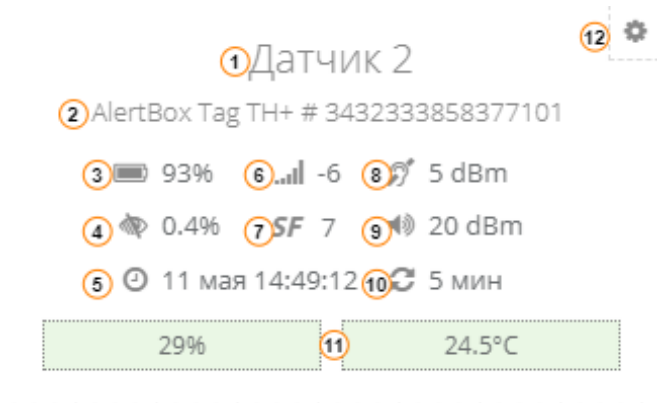 12
1 Датчик 2
2 AlertBox Tag TH+ # 3432333858377101
3 93% 6 -6 8 5 dBm
4 0.4% 7 SF 7 9 20 dBm
5 11 мая 14:49:12 10 5 мин
29% 11 24.5°C